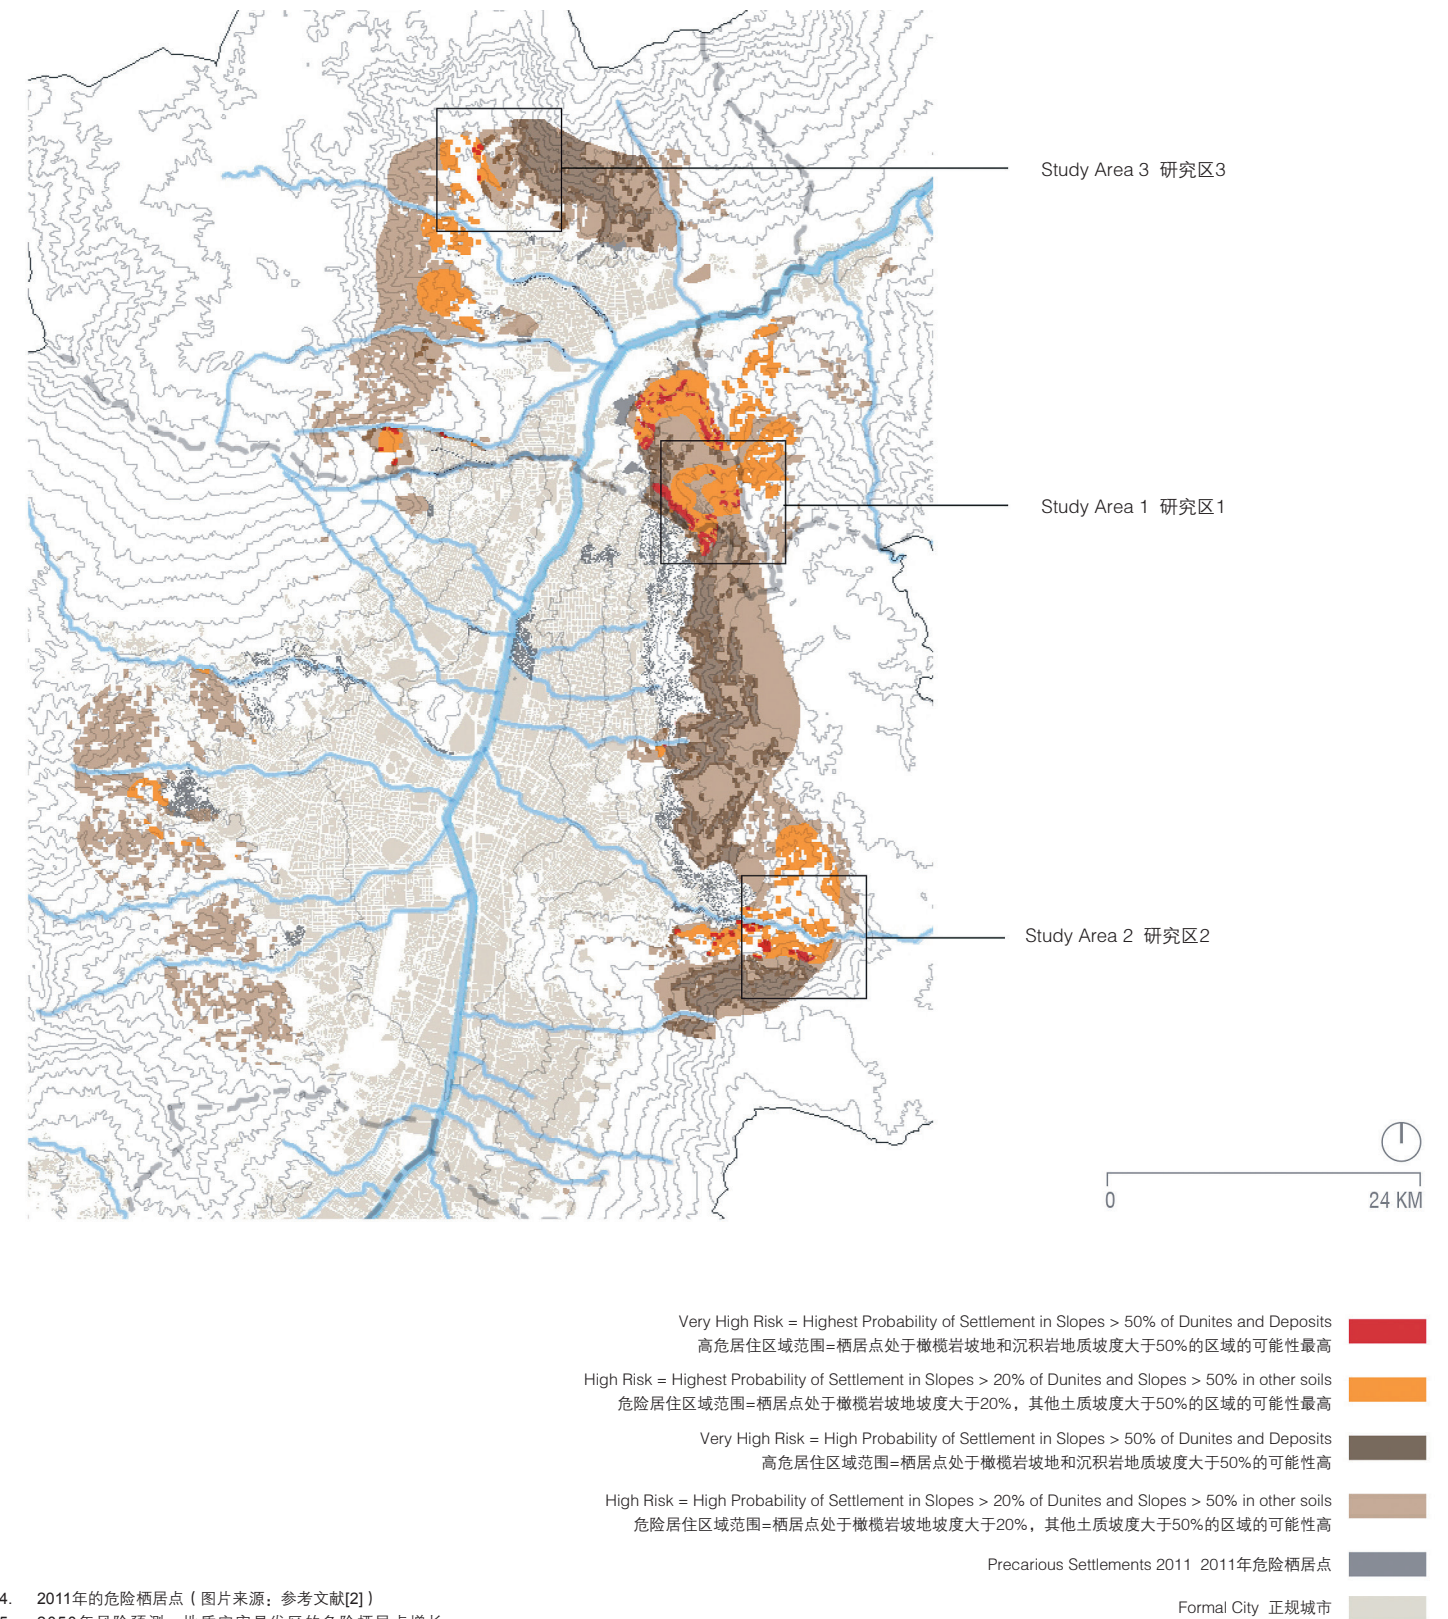 Study Area 3 研究区3
Study Area 1 研究区1
Study Area 2 研究区2
0
24 KM
Very High Risk = Highest Probability of Settlement in Slopes > 50% of Dunites and Deposits
高危居住区域范围=栖居点处于橄榄岩坡地和沉积岩地质坡度大于50%的区域的可能性最高
High Risk = Highest Probability of Settlement in Slopes > 20% of Dunites and Slopes > 50% in other soils
危险居住区域范围=栖居点处于橄榄岩坡地坡度大于20%，其他土质坡度大于50%的区域的可能性最高
Very High Risk = High Probability of Settlement in Slopes > 50% of Dunites and Deposits
高危居住区域范围=栖居点处于橄榄岩坡地和沉积岩地质坡度大于50%的可能性高
High Risk = High Probability of Settlement in Slopes > 20% of Dunites and Slopes > 50% in other soils
危险居住区域范围=栖居点处于橄榄岩坡地坡度大于20%，其他土质坡度大于50%的区域的可能性高
Precarious Settlements 2011 2011年危险栖居点
Formal City 正规城市
4. 2011年的危险栖居点（图片来源：参考文献[2]）